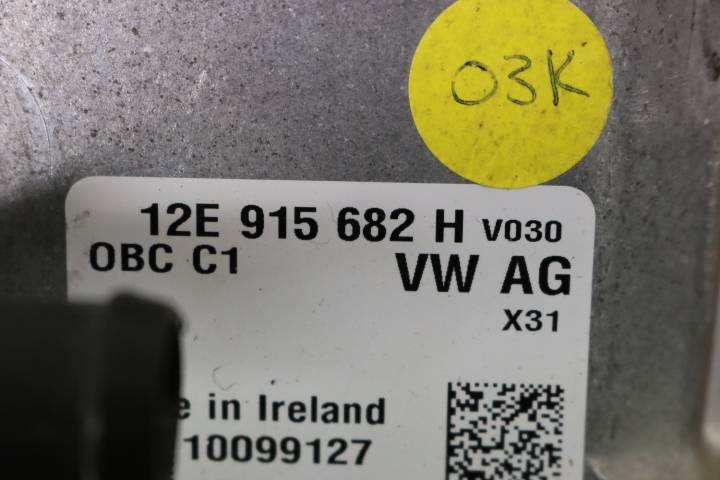 03K
12E 915 682 H V030
OBC C1 VW AG
X31
in Ireland
10099127